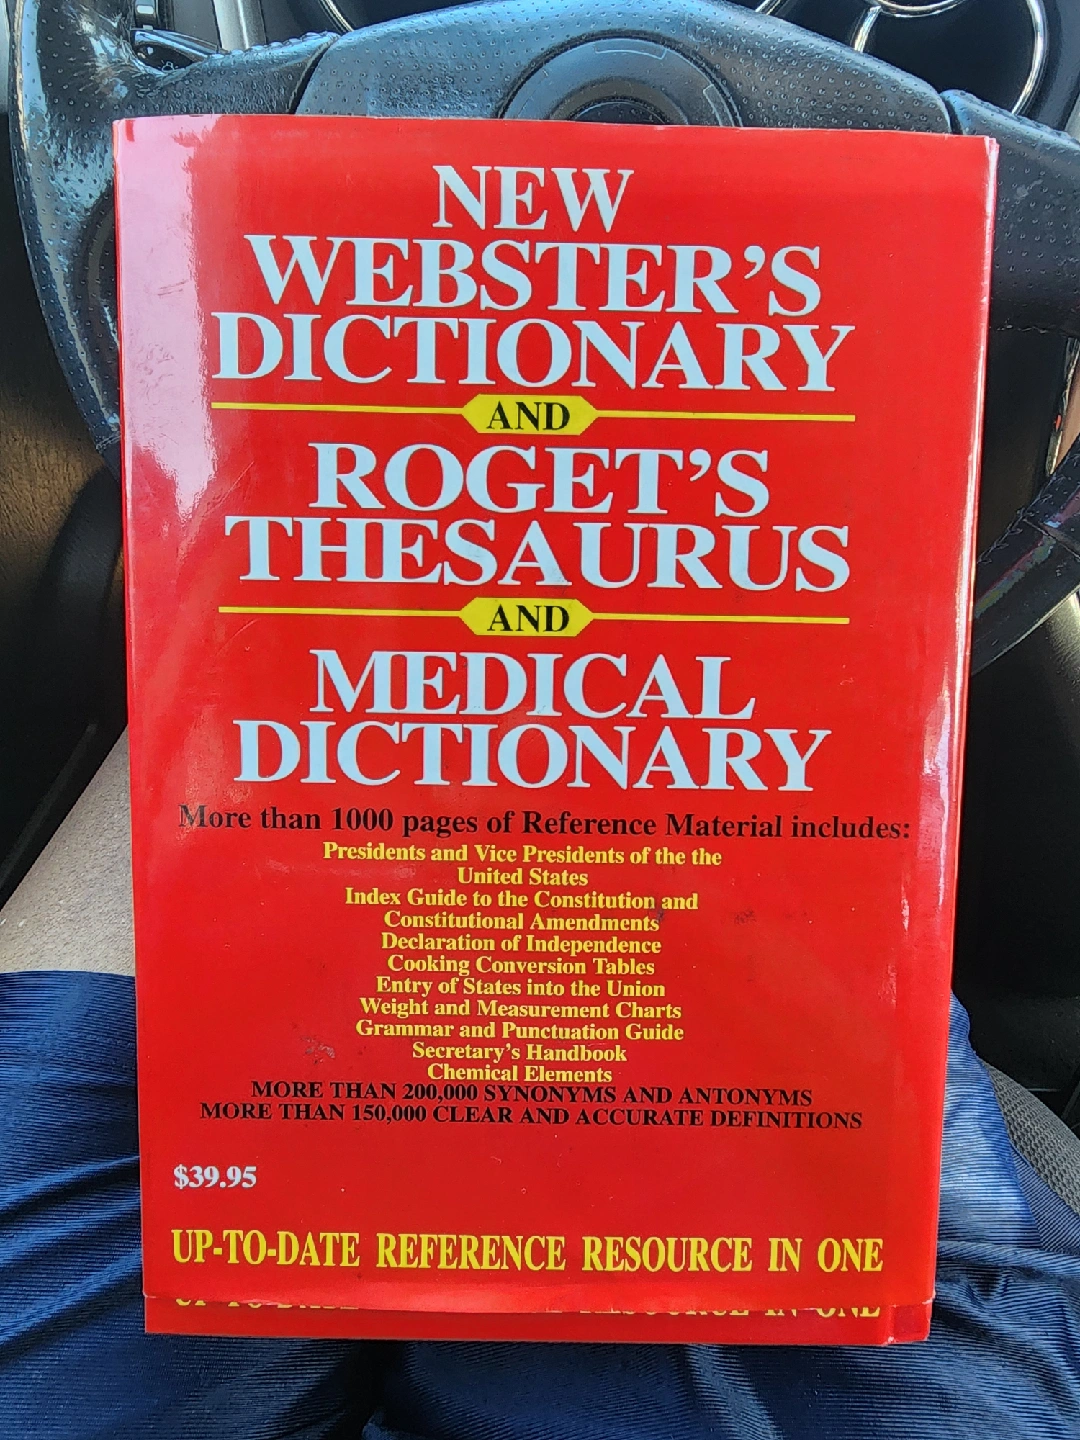 NEW
WEBSTER'S
DICTIONARY
AND
ROGET'S
THESAURUS
AND
MEDICAL
DICTIONARY
More than 1000 pages of Reference Material includes:
Presidents and Vice Presidents of the the
United States
Index Guide to the Constitution and
Constitutional Amendments
Declaration of Independence
Cooking Conversion Tables
Entry of States into the Union
Weight and Measurement Charts
Grammar and Punctuation Guide
Secretary's Handbook
Chemical Elements
MORE THAN 200,000 SYNONYMS AND ANTONYMS
MORE THAN 150,000 CLEAR AND ACCURATE DEFINITIONS
$39.95
UP-TO-DATE REFERENCE RESOURCE IN ONE